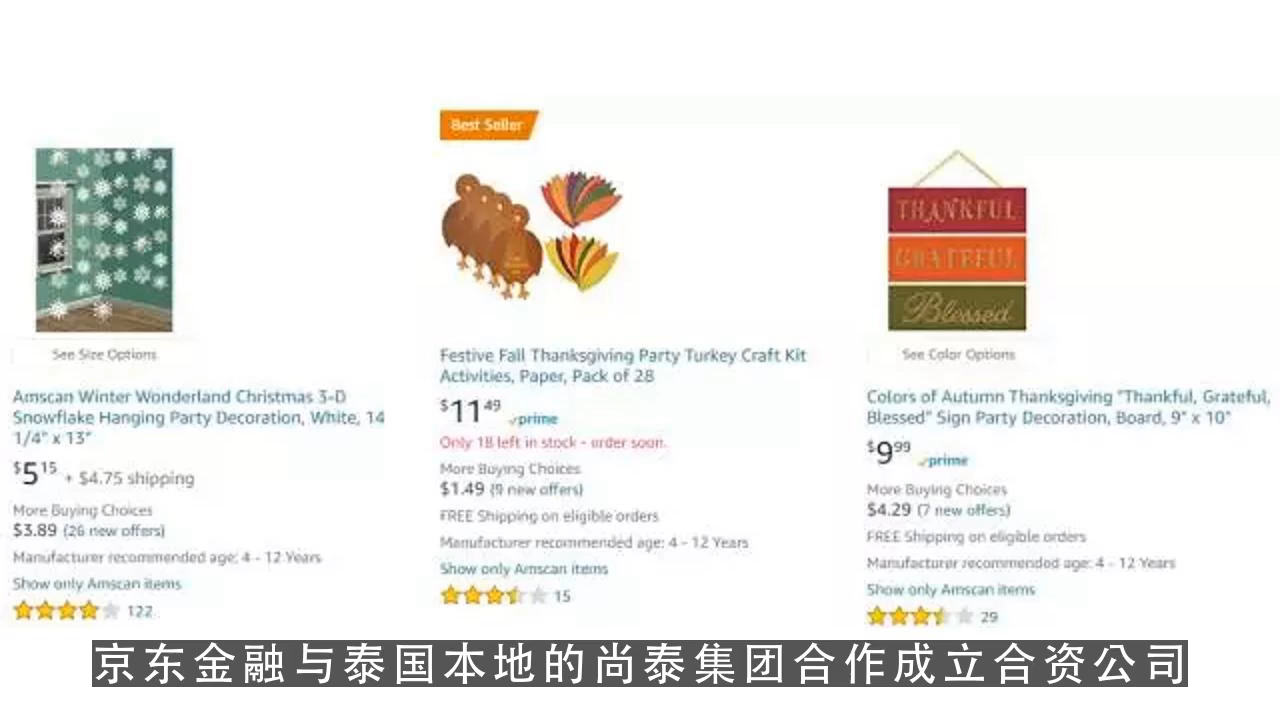 Best Seller
THANKFUL
GRATEFUL
Blessed
See Size Options
Amscan Winter Wonderland Christmas 3-D
Snowflake Hanging Party Decoration, White, 14
1/4" x 13"
$5 15 + $4.75 shipping
More Buying Choices
$3.89 (26 new offers)
Manufacturer recommended age: 4 - 12 Years
Show only Amscan items
122
Festive Fall Thanksgiving Party Turkey Craft Kit
Activities, Paper, Pack of 28
$11 49 prime
Only 18 left in stock - order soon.
More Buying Choices
$1.49 (9 new offers)
FREE Shipping on eligible orders
Manufacturer recommended age: 4 - 12 Years
Show only Amscan items
15
See Color Options
Colors of Autumn Thanksgiving "Thankful, Grateful,
Blessed" Sign Party Decoration, Board, 9" x 10"
$9 99 prime
More Buying Choices
$4.29 (7 new offers)
FREE Shipping on eligible orders
Manufacturer recommended age: 4 - 12 Years
Show only Amscan items
29
京东金融与泰国本地的尚泰集团合作成立合资公司